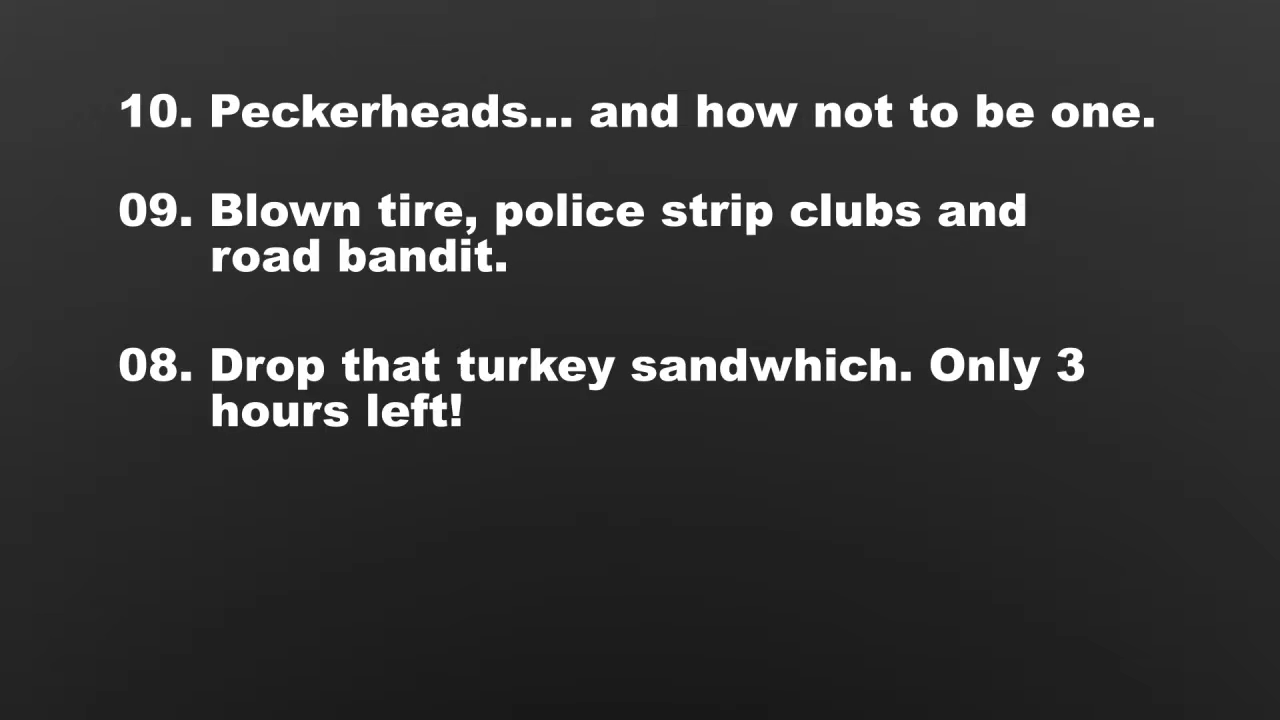 10. Peckerheads... and how not to be one.
09. Blown tire, police strip clubs and
road bandit.
08. Drop that turkey sandwhich. Only 3
hours left!